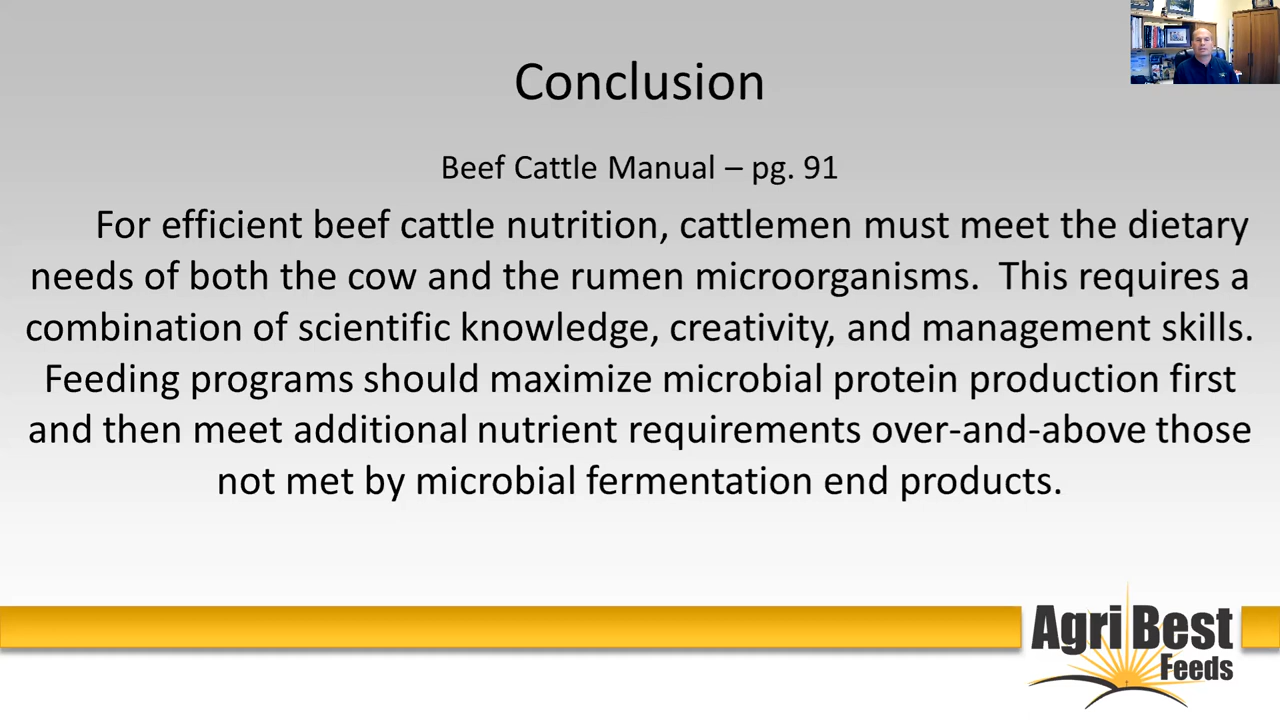 Conclusion
Beef Cattle Manual – pg. 91
For efficient beef cattle nutrition, cattlemen must meet the dietary
needs of both the cow and the rumen microorganisms.  This requires a
combination of scientific knowledge, creativity, and management skills.
Feeding programs should maximize microbial protein production first
and then meet additional nutrient requirements over-and-above those
not met by microbial fermentation end products.
Agri Best
Feeds